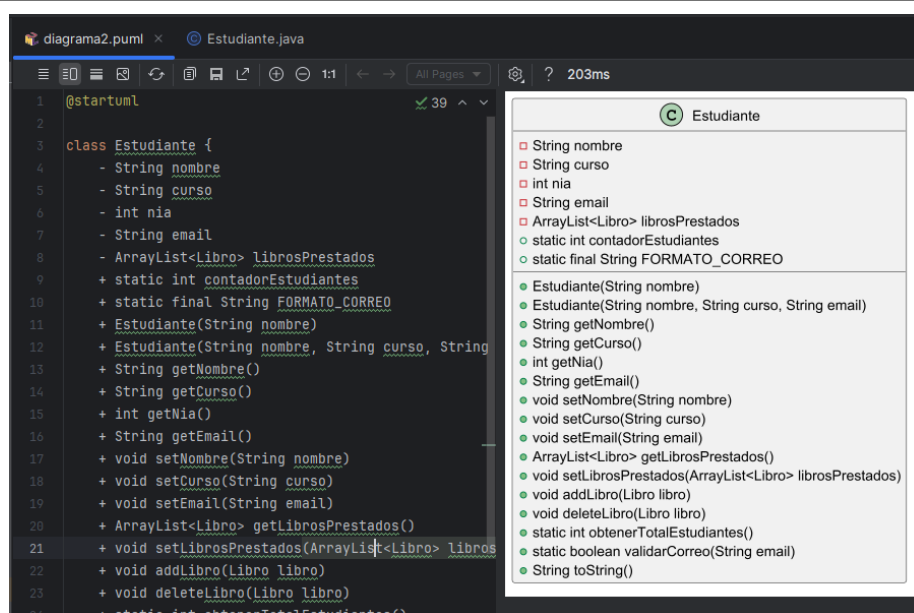 diagrama2.puml × Estudiante.java
1:1 All Pages ? 203ms
1 @startuml 39
2
3 class Estudiante {
4 - String nombre
5 - String curso
6 - int nia
7 - String email
8 - ArrayList<Libro> librosPrestados
9 + static int contadorEstudiantes
10 + static final String FORMATO_CORREO
11 + Estudiante(String nombre)
12 + Estudiante(String nombre, String curso, String
13 + String getNombre()
14 + String getCurso()
15 + int getNia()
16 + String getEmail()
17 + void setNombre(String nombre)
18 + void setCurso(String curso)
19 + void setEmail(String email)
20 + ArrayList<Libro> getLibrosPrestados()
21 + void setLibrosPrestados(ArrayList<Libro> libros
22 + void addLibro(Libro libro)
23 + void deleteLibro(Libro libro)
+ static int obtenerTotalEstudiantes()
C Estudiante
String nombre
String curso
int nia
String email
ArrayList<Libro> librosPrestados
static int contadorEstudiantes
static final String FORMATO_CORREO
Estudiante(String nombre)
Estudiante(String nombre, String curso, String email)
String getNombre()
String getCurso()
int getNia()
String getEmail()
void setNombre(String nombre)
void setCurso(String curso)
void setEmail(String email)
ArrayList<Libro> getLibrosPrestados()
void setLibrosPrestados(ArrayList<Libro> librosPrestados)
void addLibro(Libro libro)
void deleteLibro(Libro libro)
static int obtenerTotalEstudiantes()
static boolean validarCorreo(String email)
String toString()